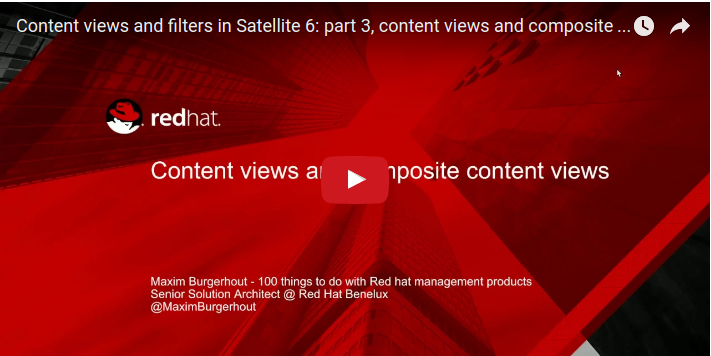 Content views and filters in Satellite 6: part 3, content views and composite ...
redhat.
Content views a mposite content views
Maxim Burgerhout - 100 things to do with Red hat management products
Senior Solution Architect @ Red Hat Benelux
@MaximBurgerhout